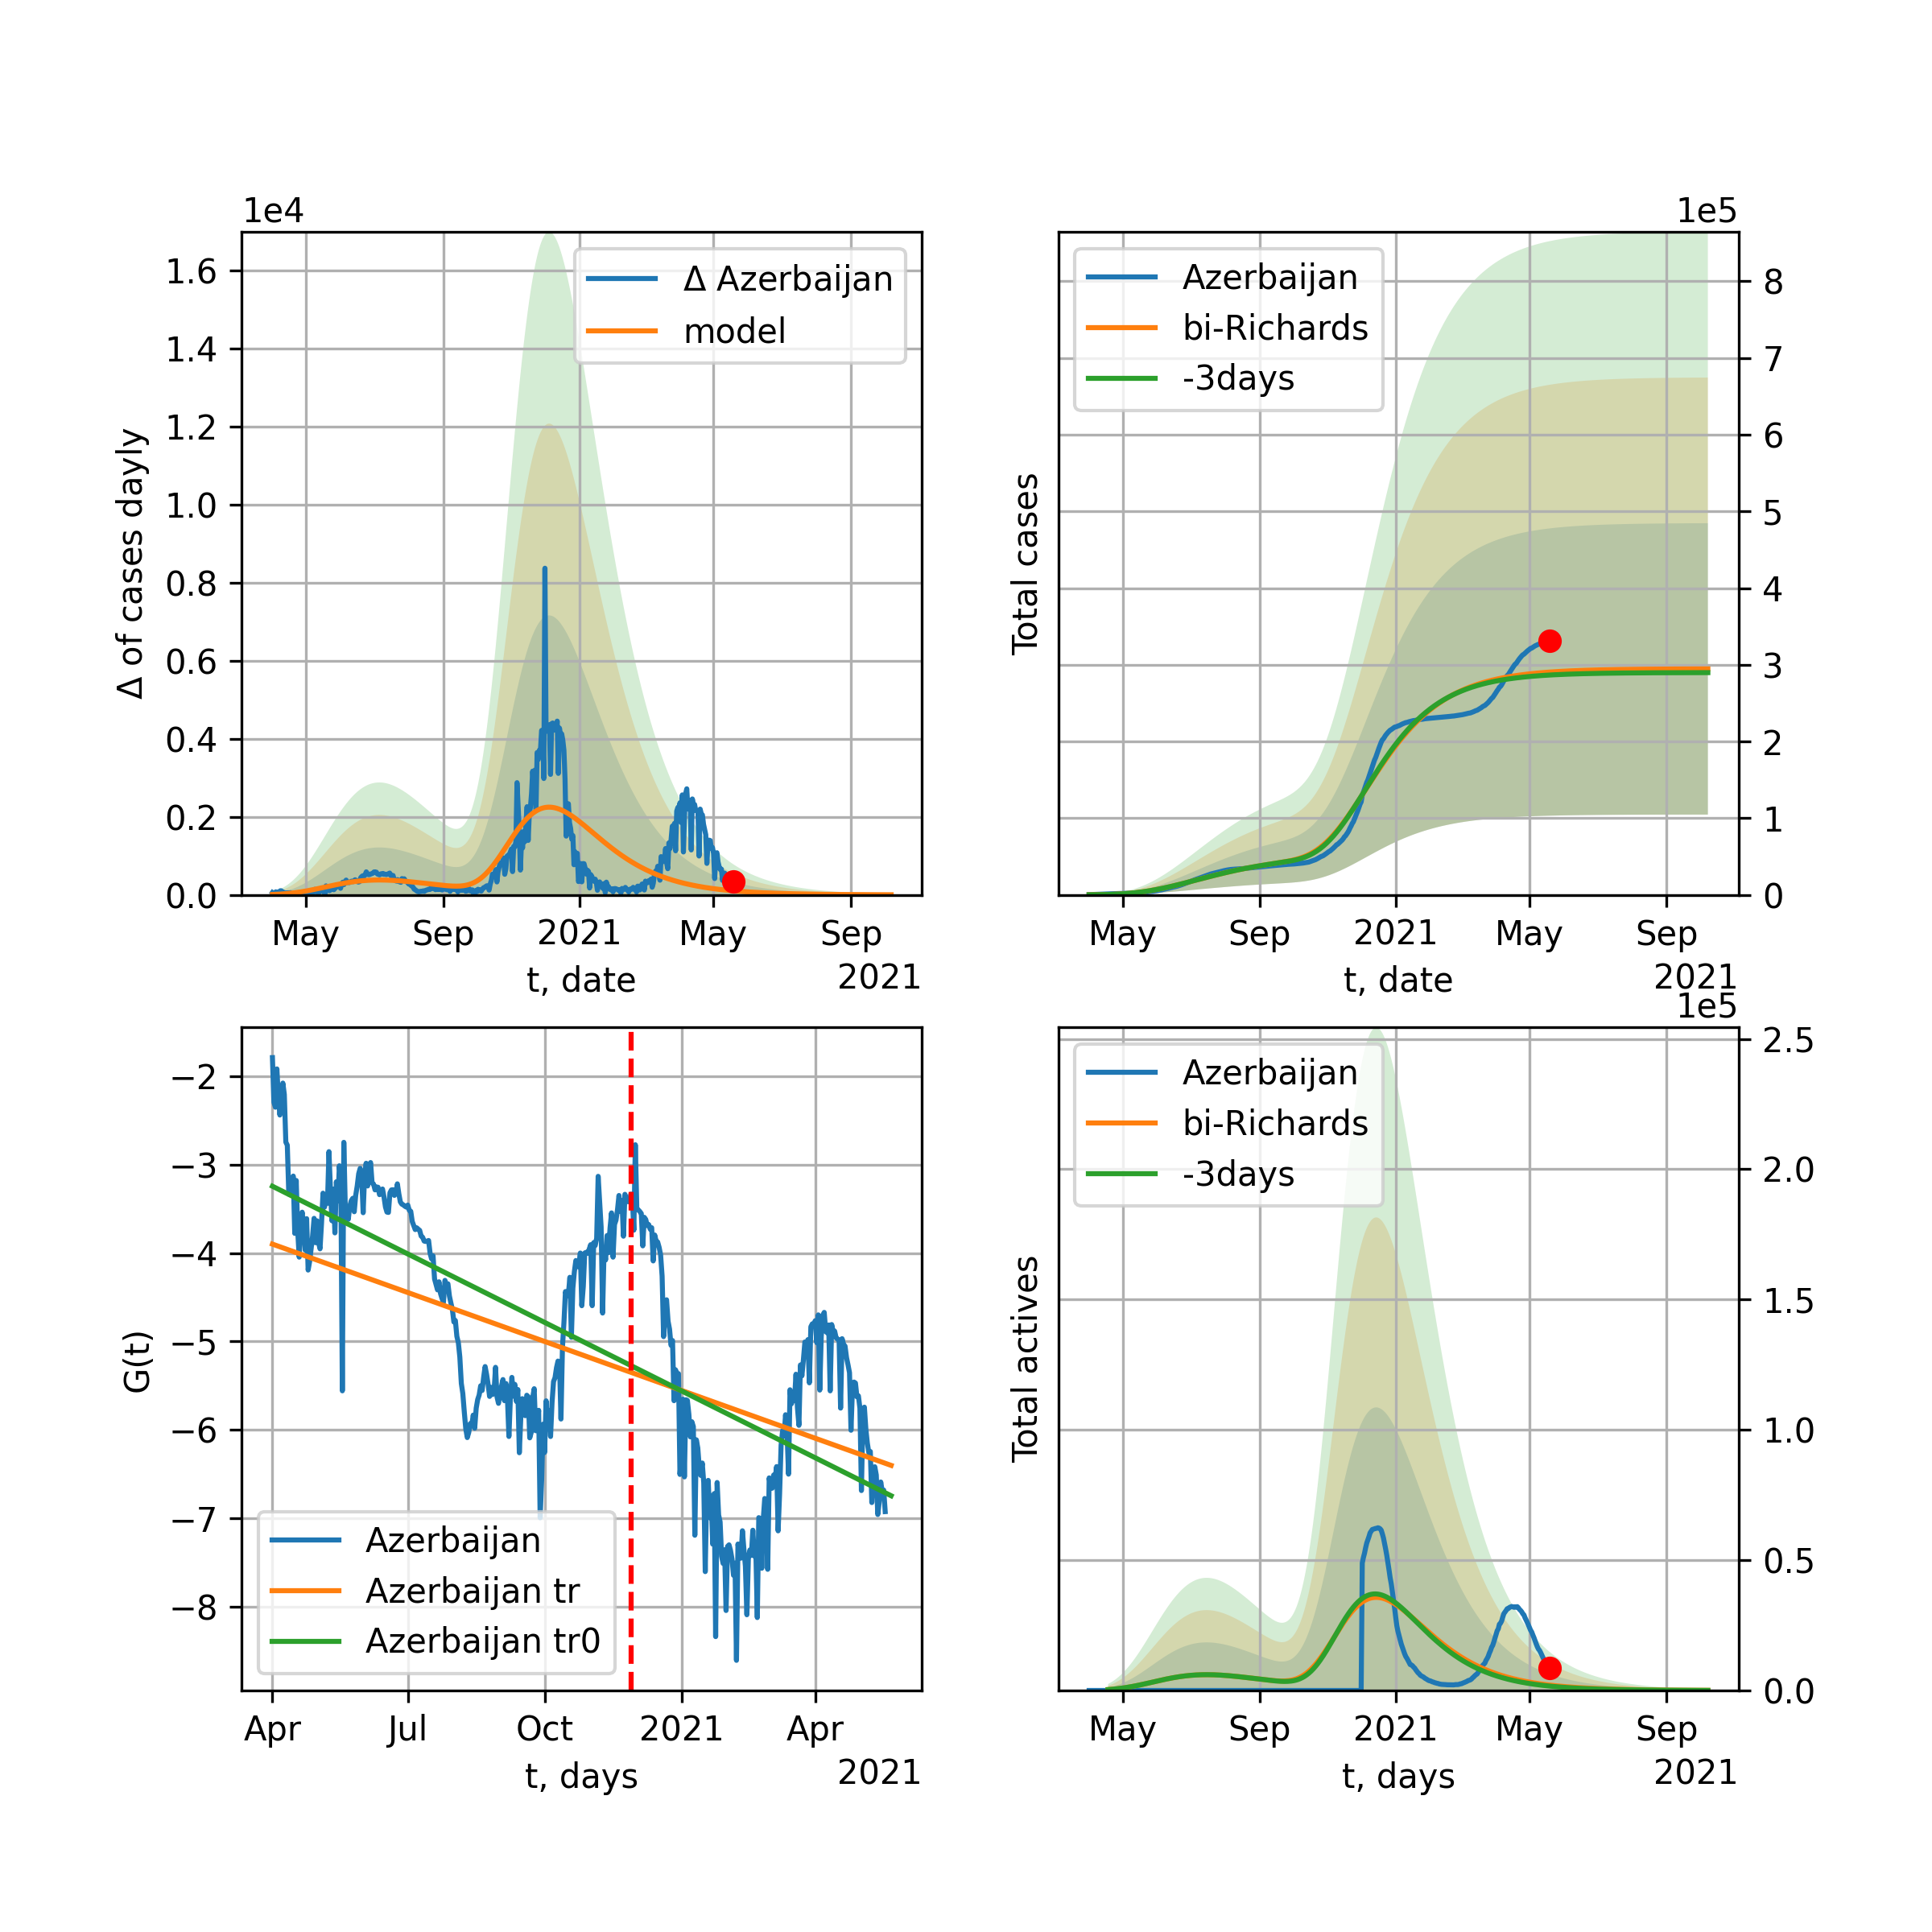 1e4
Δ of cases dayly
1.6
1.4
1.2
1.0
0.8
0.6
0.4
0.2
0.0
Δ Azerbaijan
model
May Sep 2021 May Sep
t, date
2021
1e5
Total cases
Azerbaijan
bi-Richards
-3days
8
7
6
5
4
3
2
1
0
May Sep 2021 May Sep
t, date
2021
G(t)
−2
−3
−4
−5
−6
−7
−8
Azerbaijan
Azerbaijan tr
Azerbaijan tr0
Apr Jul Oct 2021 Apr
t, days
2021
1e5
Total actives
Azerbaijan
bi-Richards
-3days
2.5
2.0
1.5
1.0
0.5
0.0
May Sep 2021 May Sep
t, days
2021